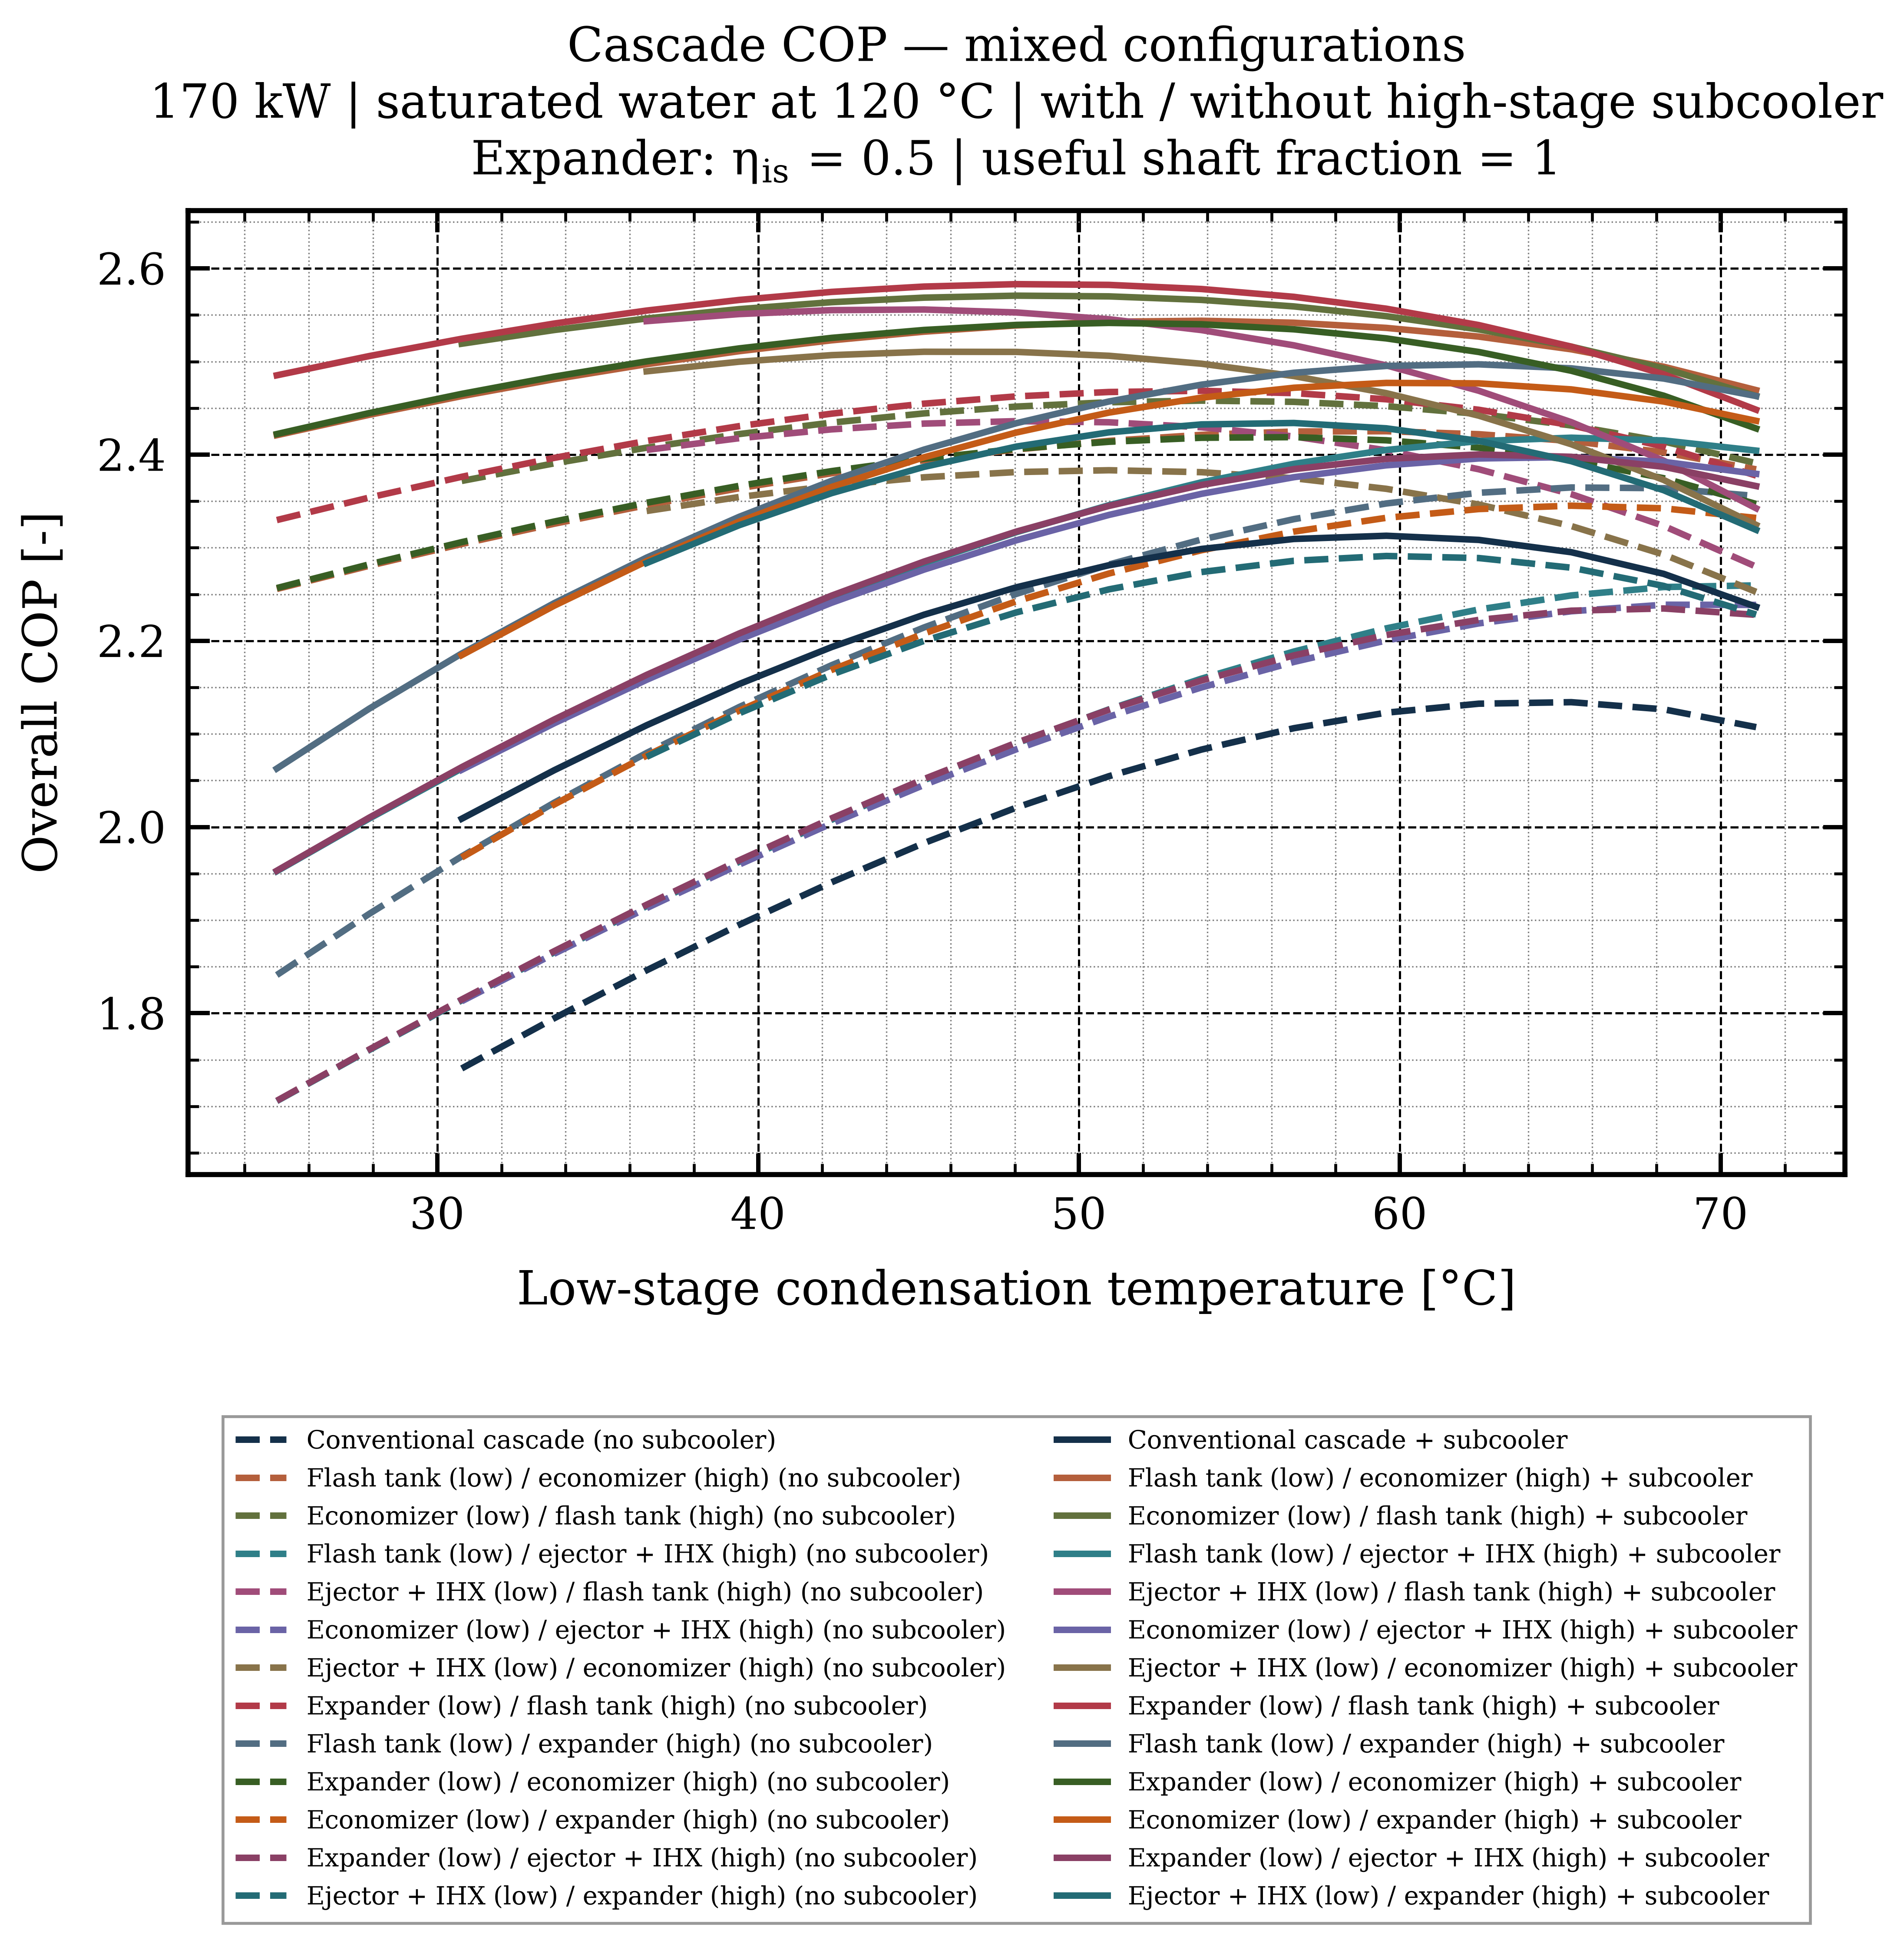 Cascade COP — mixed configurations
170 kW | saturated water at 120 °C | with / without high-stage subcooler
Expander: ηis = 0.5 | useful shaft fraction = 1
Overall COP [-]
2.6
2.4
2.2
2.0
1.8
30 40 50 60 70
Low-stage condensation temperature [°C]
Conventional cascade (no subcooler)
Flash tank (low) / economizer (high) (no subcooler)
Economizer (low) / flash tank (high) (no subcooler)
Flash tank (low) / ejector + IHX (high) (no subcooler)
Ejector + IHX (low) / flash tank (high) (no subcooler)
Economizer (low) / ejector + IHX (high) (no subcooler)
Ejector + IHX (low) / economizer (high) (no subcooler)
Expander (low) / flash tank (high) (no subcooler)
Flash tank (low) / expander (high) (no subcooler)
Expander (low) / economizer (high) (no subcooler)
Economizer (low) / expander (high) (no subcooler)
Expander (low) / ejector + IHX (high) (no subcooler)
Ejector + IHX (low) / expander (high) (no subcooler)
Conventional cascade + subcooler
Flash tank (low) / economizer (high) + subcooler
Economizer (low) / flash tank (high) + subcooler
Flash tank (low) / ejector + IHX (high) + subcooler
Ejector + IHX (low) / flash tank (high) + subcooler
Economizer (low) / ejector + IHX (high) + subcooler
Ejector + IHX (low) / economizer (high) + subcooler
Expander (low) / flash tank (high) + subcooler
Flash tank (low) / expander (high) + subcooler
Expander (low) / economizer (high) + subcooler
Economizer (low) / expander (high) + subcooler
Expander (low) / ejector + IHX (high) + subcooler
Ejector + IHX (low) / expander (high) + subcooler